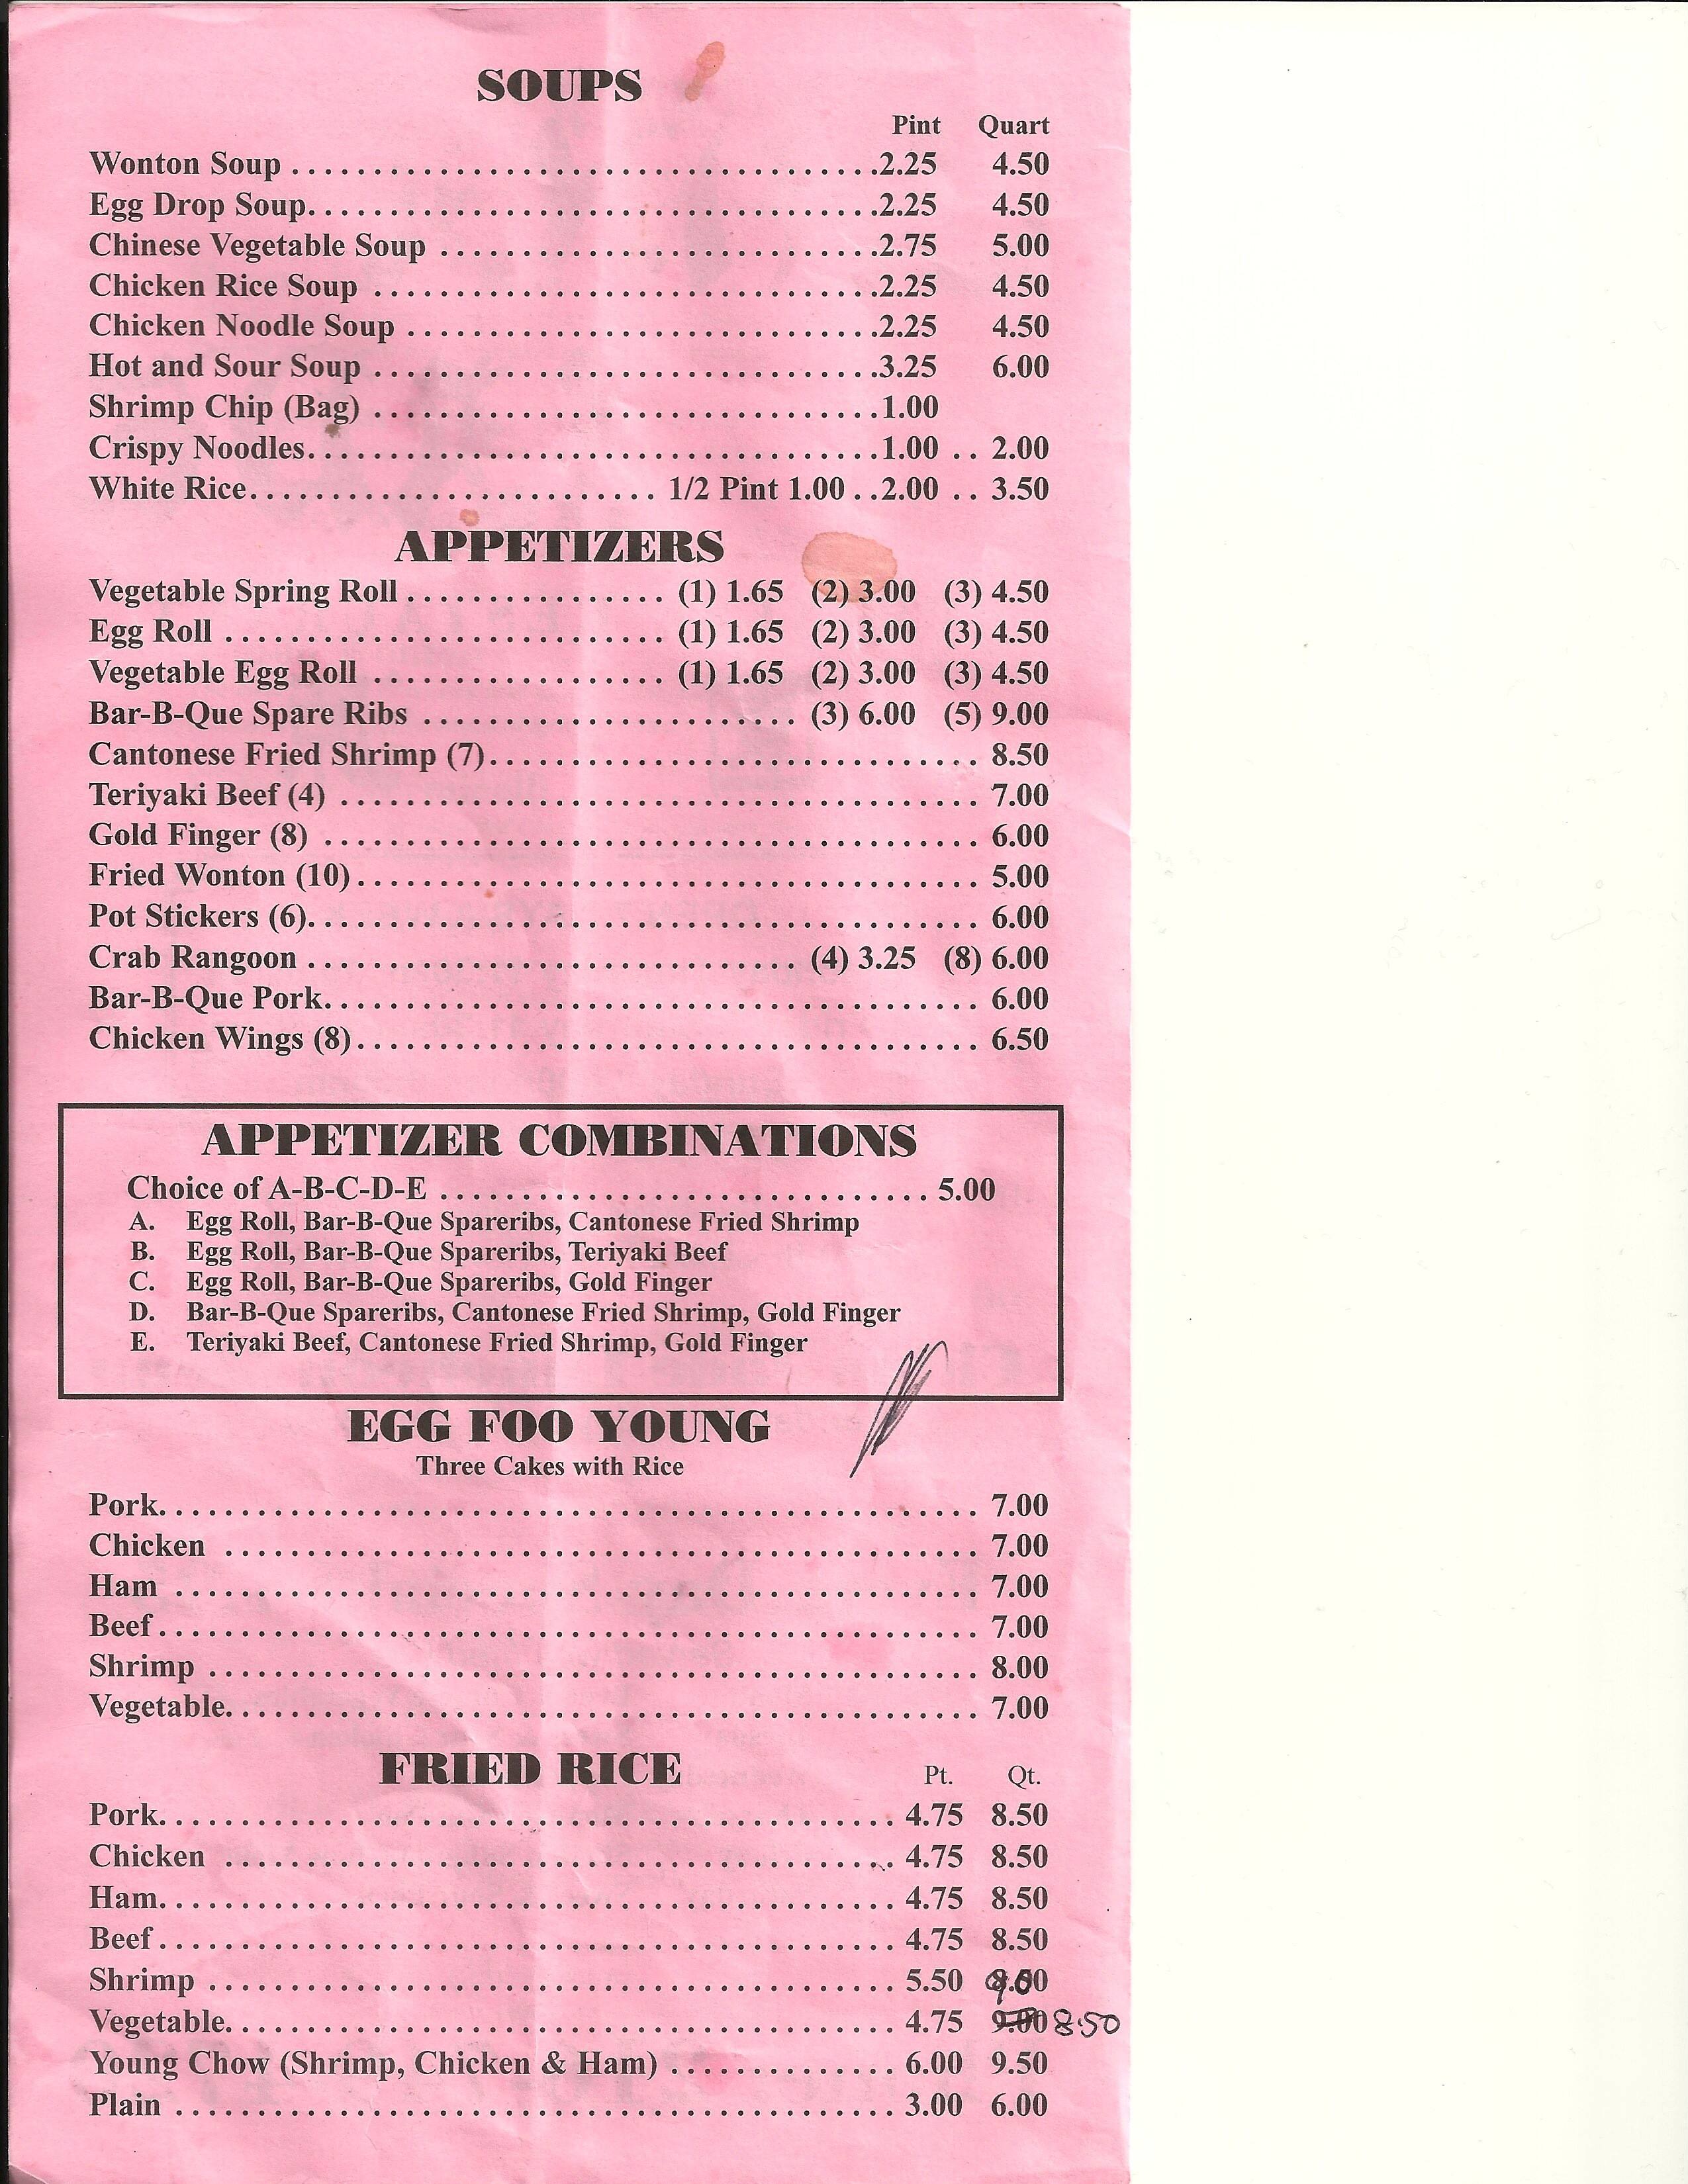 SOUPS
Pint Quart
Wonton Soup 2.25 4.50
Egg Drop Soup 2.25 4.50
Chinese Vegetable Soup 2.75 5.00
Chicken Rice Soup 2.25 4.50
Chicken Noodle Soup 2.25 4.50
Hot and Sour Soup 3.25 6.00
Shrimp Chip (Bag) 1.00
Crispy Noodles 1.00 .. 2.00
White Rice 1/2 Pint 1.00 .. 2.00 .. 3.50
APPETIZERS
Vegetable Spring Roll (1) 1.65 (2) 3.00 (3) 4.50
Egg Roll (1) 1.65 (2) 3.00 (3) 4.50
Vegetable Egg Roll (1) 1.65 (2) 3.00 (3) 4.50
Bar-B-Que Spare Ribs (3) 6.00 (5) 9.00
Cantonese Fried Shrimp (7) 8.50
Teriyaki Beef (4) 7.00
Gold Finger (8) 6.00
Fried Wonton (10) 5.00
Pot Stickers (6) 6.00
Crab Rangoon (4) 3.25 (8) 6.00
Bar-B-Que Pork 6.00
Chicken Wings (8) 6.50
APPETIZER COMBINATIONS
Choice of A-B-C-D-E 5.00
A. Egg Roll, Bar-B-Que Spareribs, Cantonese Fried Shrimp
B. Egg Roll, Bar-B-Que Spareribs, Teriyaki Beef
C. Egg Roll, Bar-B-Que Spareribs, Gold Finger
D. Bar-B-Que Spareribs, Cantonese Fried Shrimp, Gold Finger
E. Teriyaki Beef, Cantonese Fried Shrimp, Gold Finger
EGG FOO YOUNG
Three Cakes with Rice
Pork 7.00
Chicken 7.00
Ham 7.00
Beef 7.00
Shrimp 8.00
Vegetable 7.00
FRIED RICE Pt. Qt.
Pork 4.75 8.50
Chicken 4.75 8.50
Ham 4.75 8.50
Beef 4.75 8.50
Shrimp 5.50
Vegetable 4.75 9.00 8.50
Young Chow (Shrimp, Chicken & Ham) 6.00 9.50
Plain 3.00 6.00